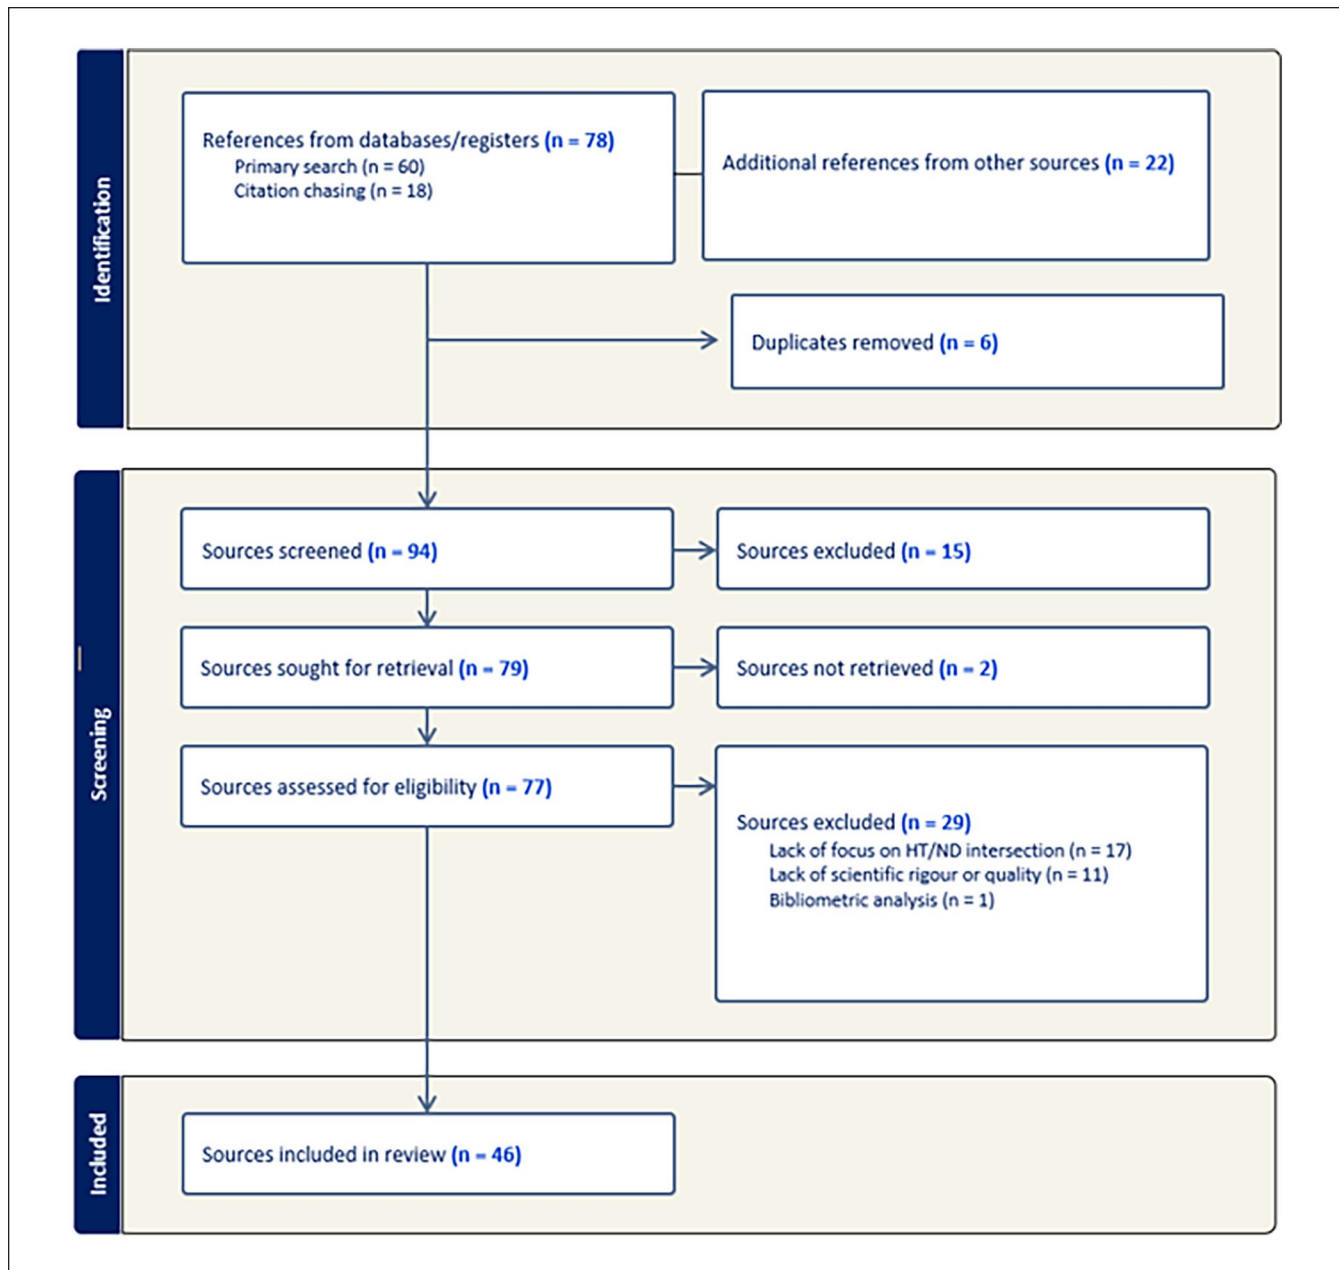 Identification
References from databases/registers (n = 78)
Primary search (n = 60)
Citation chasing (n = 18)
Additional references from other sources (n = 22)
Duplicates removed (n = 6)
Screening
Sources screened (n = 94)
Sources excluded (n = 15)
Sources sought for retrieval (n = 79)
Sources not retrieved (n = 2)
Sources assessed for eligibility (n = 77)
Sources excluded (n = 29)
Lack of focus on HT/ND intersection (n = 17)
Lack of scientific rigour or quality (n = 11)
Bibliometric analysis (n = 1)
Included
Sources included in review (n = 46)